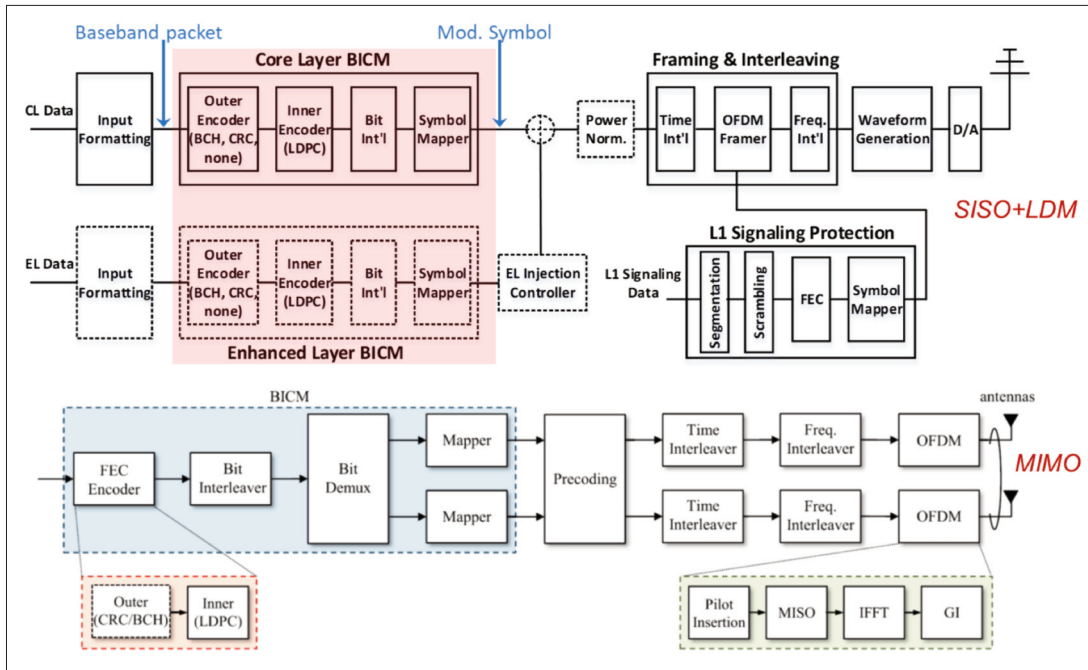 Baseband packet
Mod. Symbol
Core Layer BICM
Framing & Interleaving
CL Data
Input
Formatting
Outer
Encoder
(BCH, CRC,
none)
Inner
Encoder
(LDPC)
Bit
Int'l
Symbol
Mapper
Power
Norm.
Time
Int'l
OFDM
Framer
Freq.
Int'l
Waveform
Generation
D/A
SISO+LDM
EL Data
Input
Formatting
Outer
Encoder
(BCH, CRC,
none)
Inner
Encoder
(LDPC)
Bit
Int'l
Symbol
Mapper
EL Injection
Controller
Enhanced Layer BICM
L1 Signaling Protection
L1 Signaling
Data
Segmentation
Scrambling
FEC
Symbol
Mapper
BICM
FEC
Encoder
Bit
Interleaver
Bit
Demux
Mapper
Mapper
Precoding
Time
Interleaver
Freq.
Interleaver
OFDM
Time
Interleaver
Freq.
Interleaver
OFDM
antennas
MIMO
Outer
(CRC/BCH)
Inner
(LDPC)
Pilot
Insertion
MISO
IFFT
GI